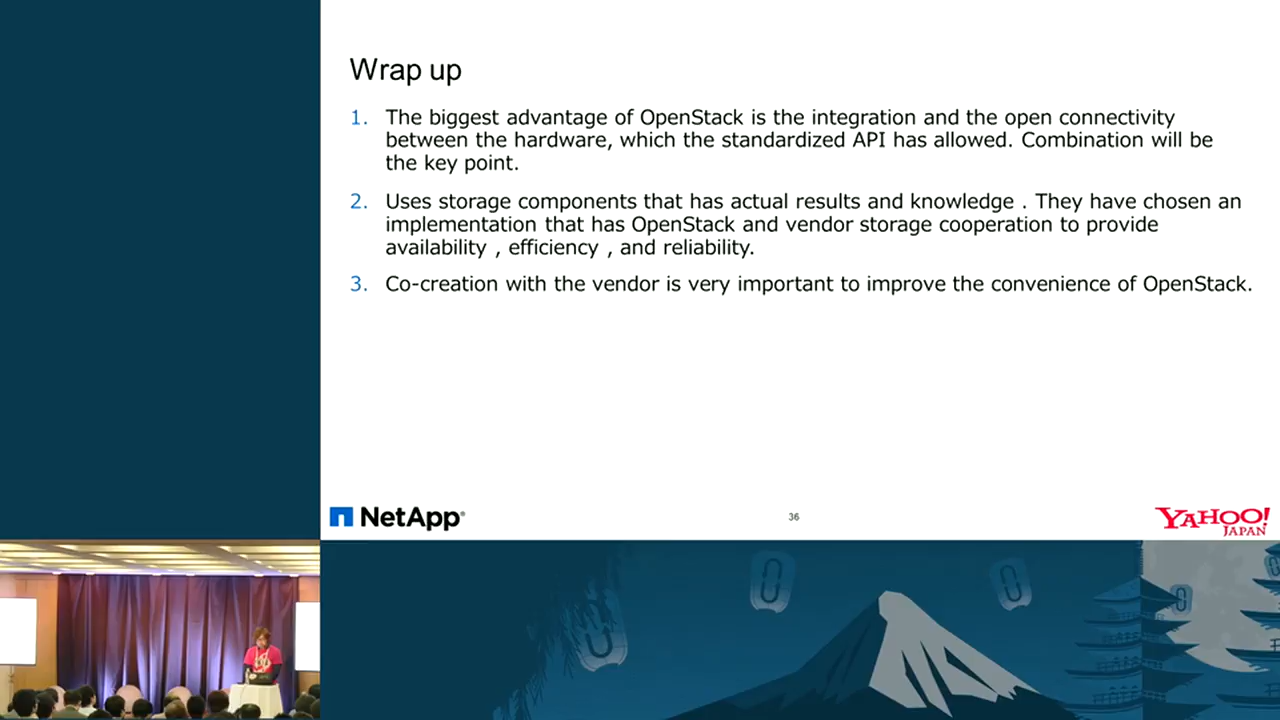 Wrap up
1. The biggest advantage of OpenStack is the integration and the open connectivity
between the hardware, which the standardized API has allowed. Combination will be
the key point.
2. Uses storage components that has actual results and knowledge . They have chosen an
implementation that has OpenStack and vendor storage cooperation to provide
availability , efficiency , and reliability.
3. Co-creation with the vendor is very important to improve the convenience of OpenStack.
NetApp®
36
YAHOO!
JAPAN